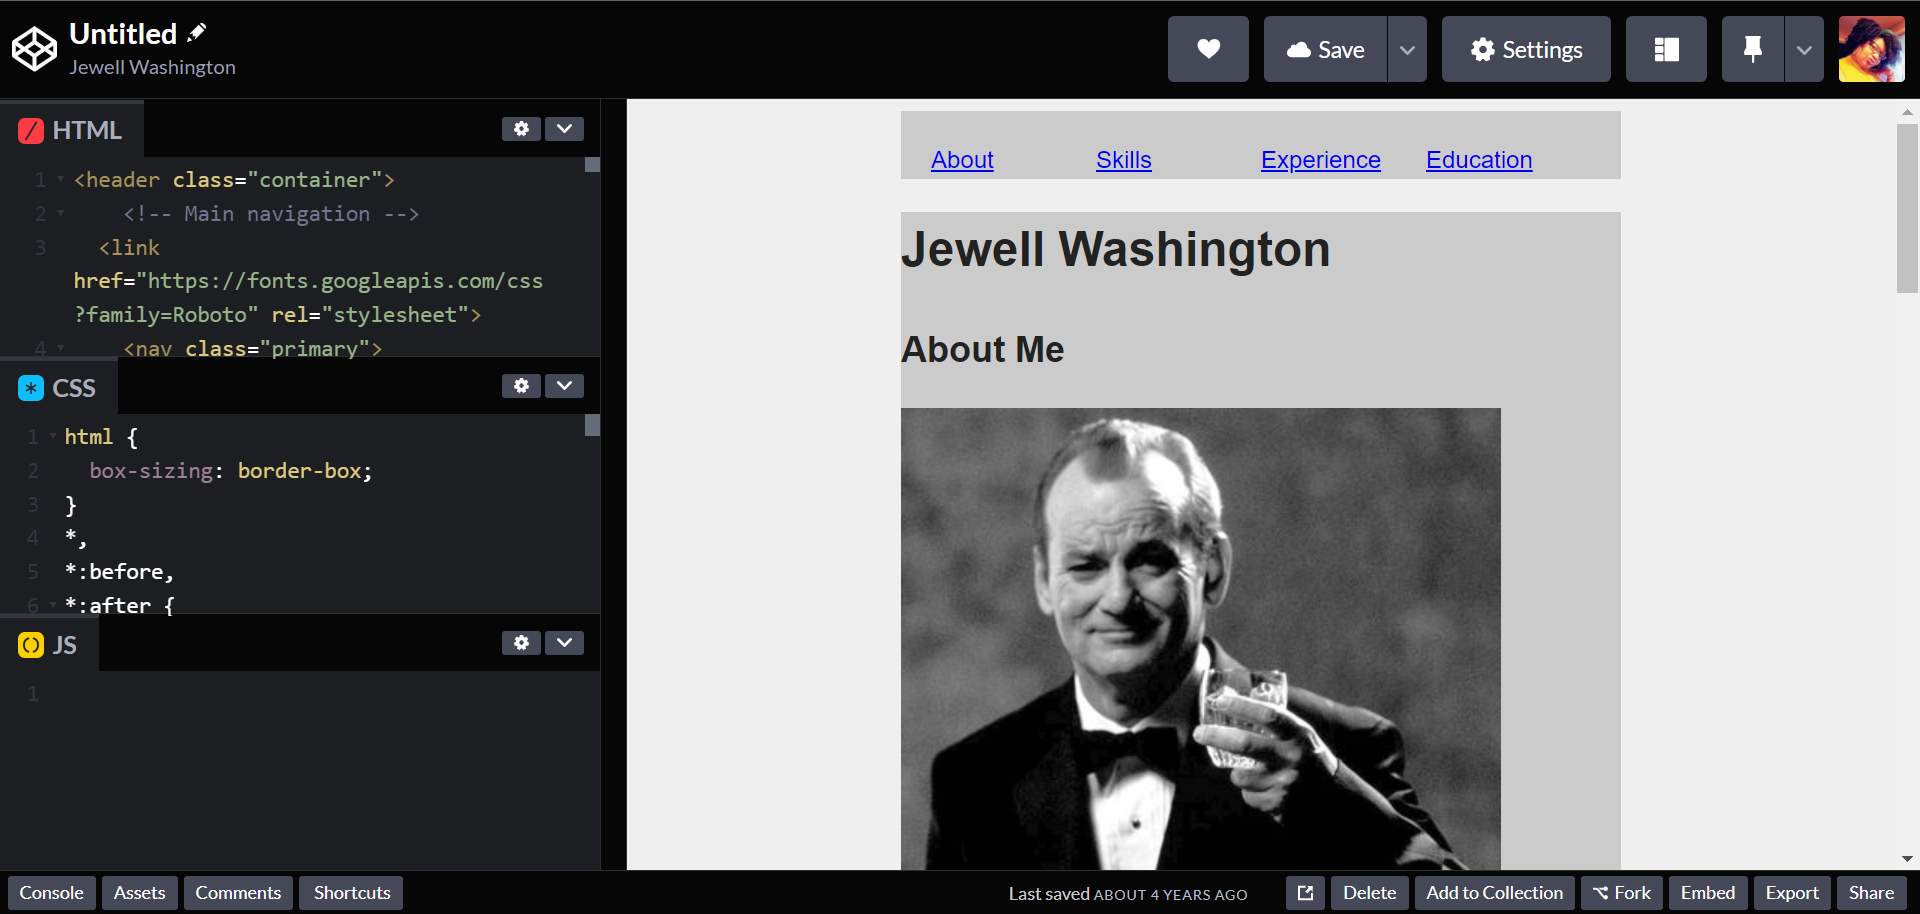 Untitled
Jewell Washington
Save
Settings
HTML
1 <header class="container">
2 <!-- Main navigation -->
3 <link
href="https://fonts.googleapis.com/css
?family=Roboto" rel="stylesheet">
4 <nav class="primary">
CSS
1 html {
2 box-sizing: border-box;
3 }
4 *,
5 *:before,
6 *:after {
JS
1
About Skills Experience Education
Jewell Washington
About Me
Console Assets Comments Shortcuts
Last saved ABOUT 4 YEARS AGO
Delete Add to Collection Fork Embed Export Share